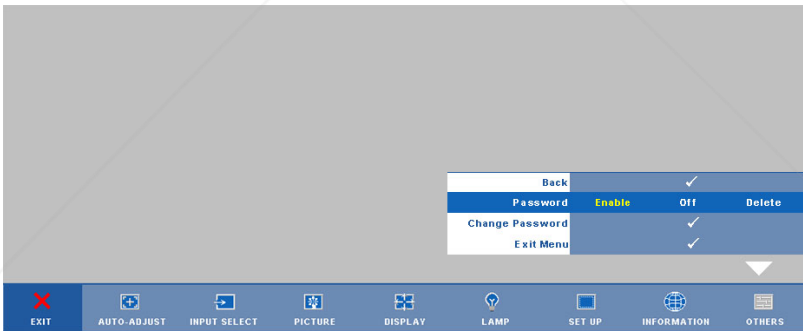 Back
Password Enable Off Delete
Change Password
Exit Menu
EXIT AUTO-ADJUST INPUT SELECT PICTURE DISPLAY LAMP SET UP INFORMATION OTHERS